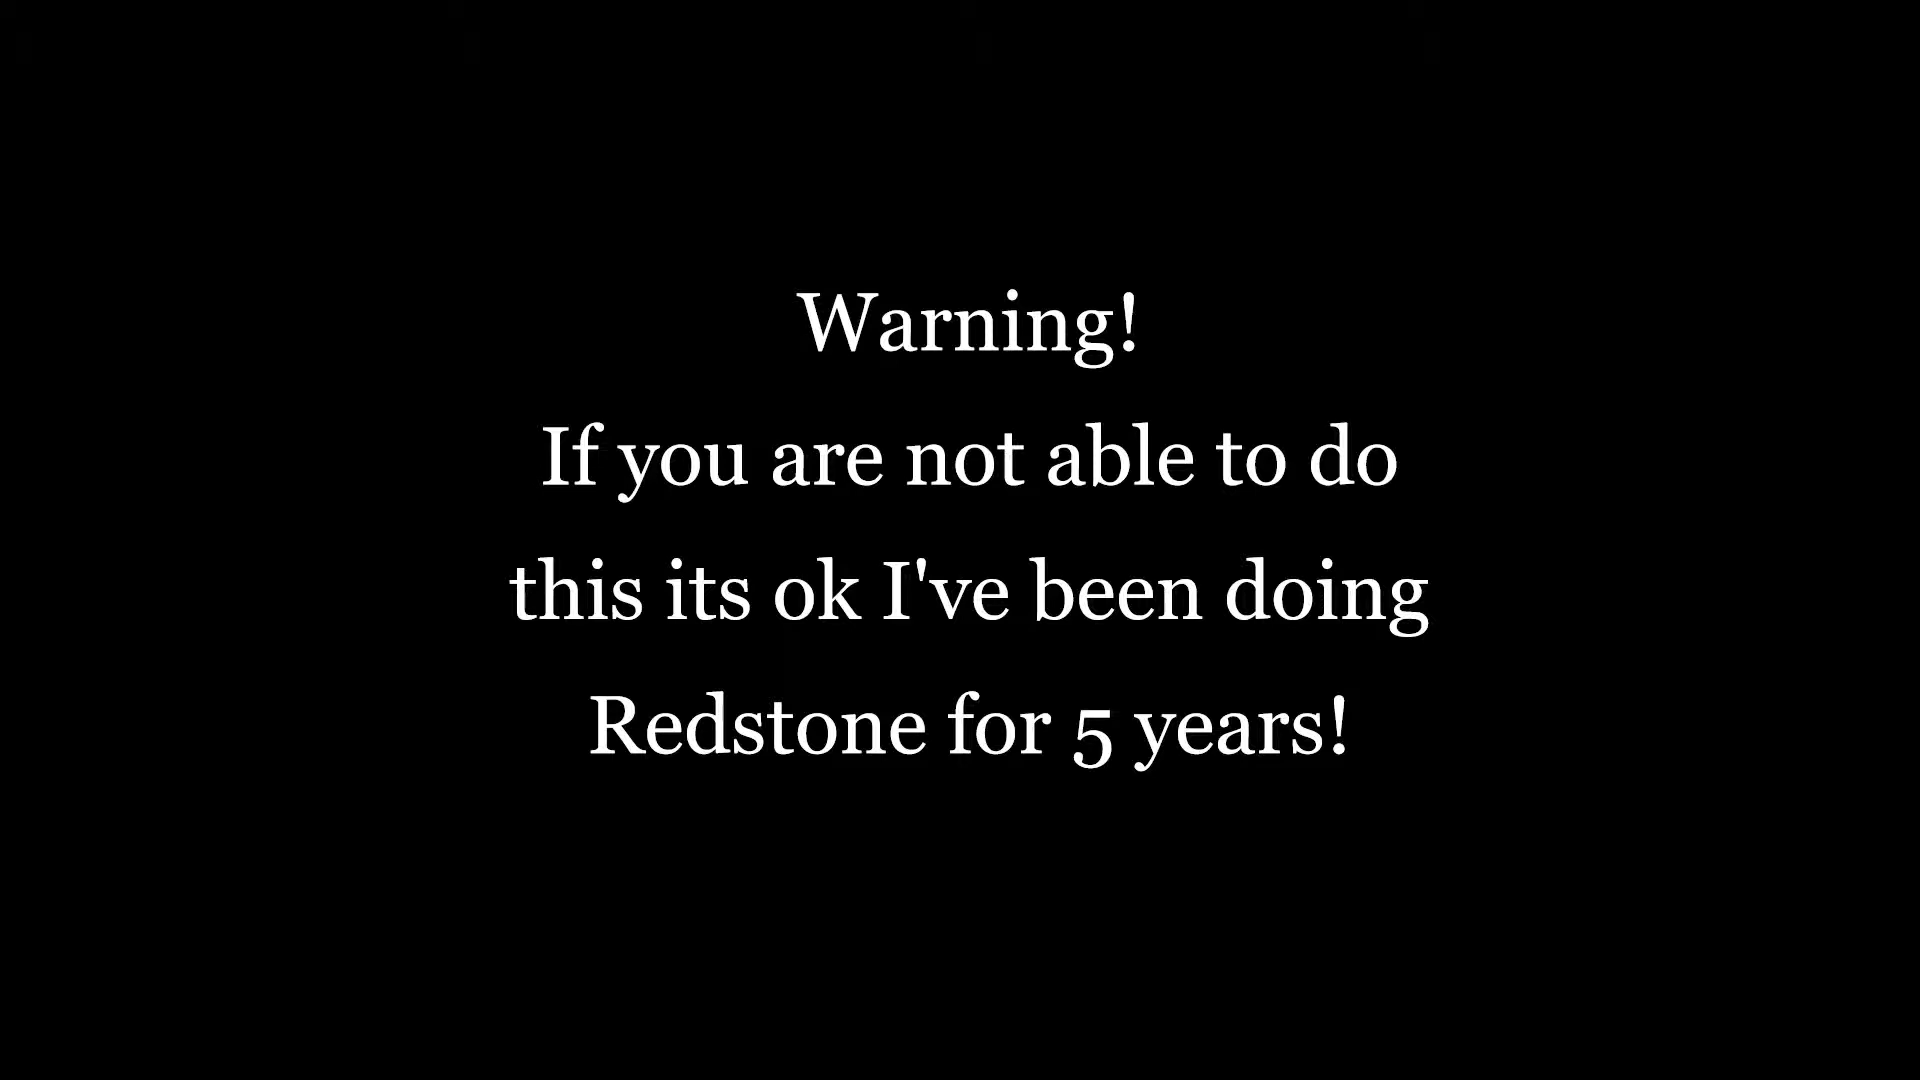 Warning!
If you are not able to do
this its ok I've been doing
Redstone for 5 years!